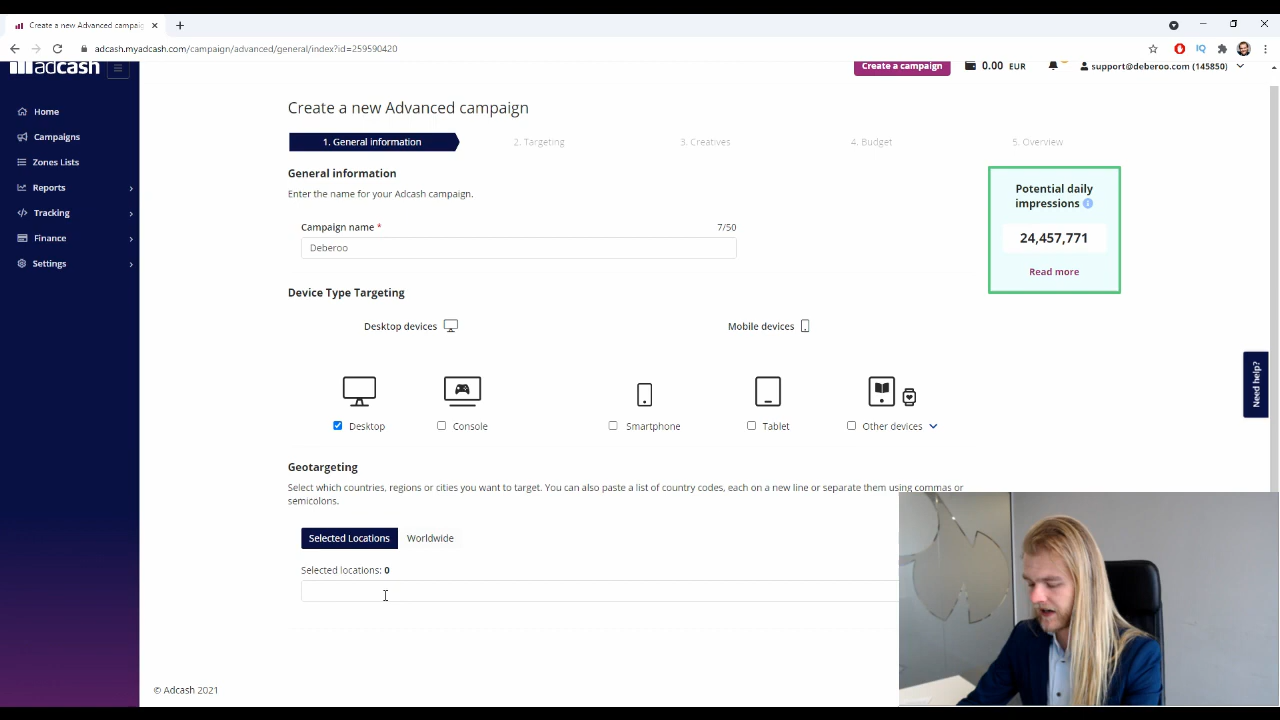 Create a new Advanced campaig
adcash.myadcash.com/campaign/advanced/general/index?id=259590420
IQ
adcash
Create a campaign
0.00 EUR
support@deberoo.com (145850)
Home
Campaigns
Zones Lists
Reports
Tracking
Finance
Settings
Create a new Advanced campaign
1. General information
2. Targeting
3. Creatives
4. Budget
5. Overview
General information
Enter the name for your Adcash campaign.
Campaign name *
7/50
Deberoo
Potential daily
impressions
24,457,771
Read more
Device Type Targeting
Desktop devices
Mobile devices
Desktop
Console
Smartphone
Tablet
Other devices
Need help?
Geotargeting
Select which countries, regions or cities you want to target. You can also paste a list of country codes, each on a new line or separate them using commas or
semicolons.
Selected Locations
Worldwide
Selected locations: 0
© Adcash 2021